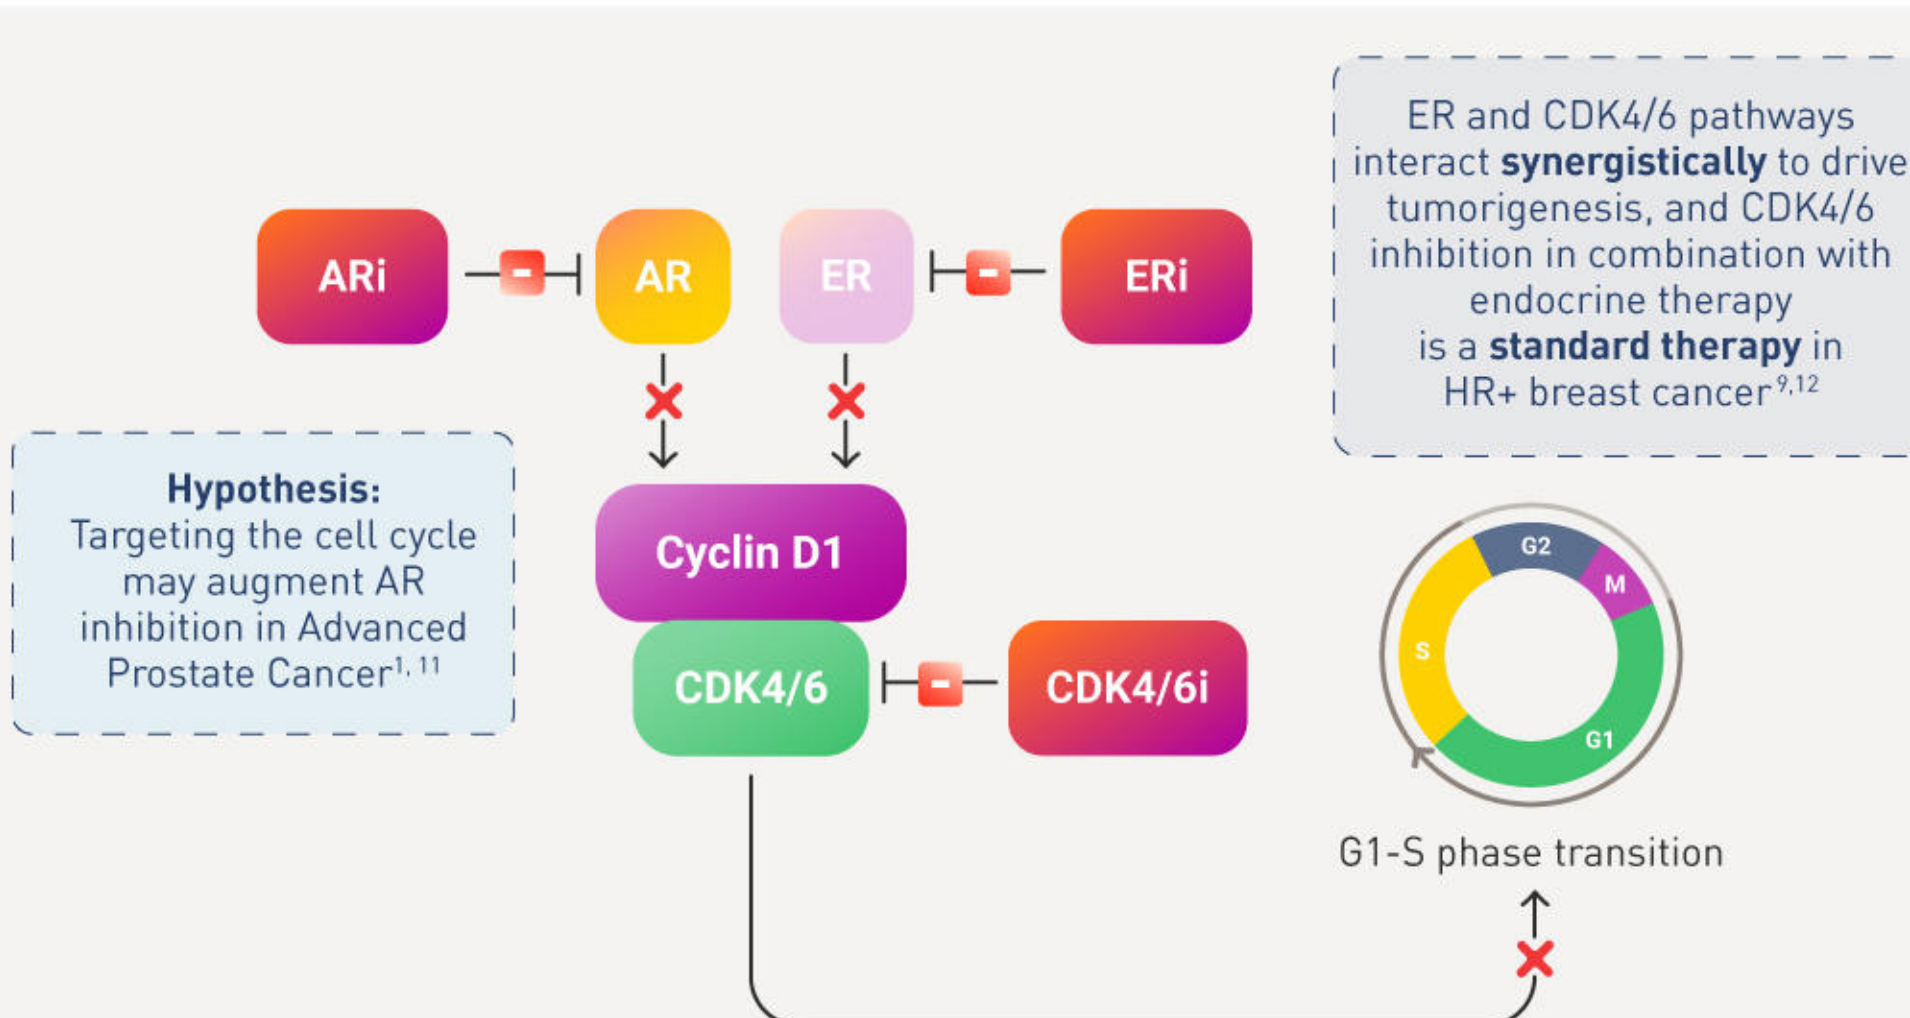 ER and CDK4/6 pathways
interact synergistically to drive
tumorigenesis, and CDK4/6
inhibition in combination with
endocrine therapy
is a standard therapy in
HR+ breast cancer9,12
ARi
-
AR
ER
-
ERi
Hypothesis:
Targeting the cell cycle
may augment AR
inhibition in Advanced
Prostate Cancer1, 11
Cyclin D1
CDK4/6
-
CDK4/6i
G2
M
S
G1
G1-S phase transition